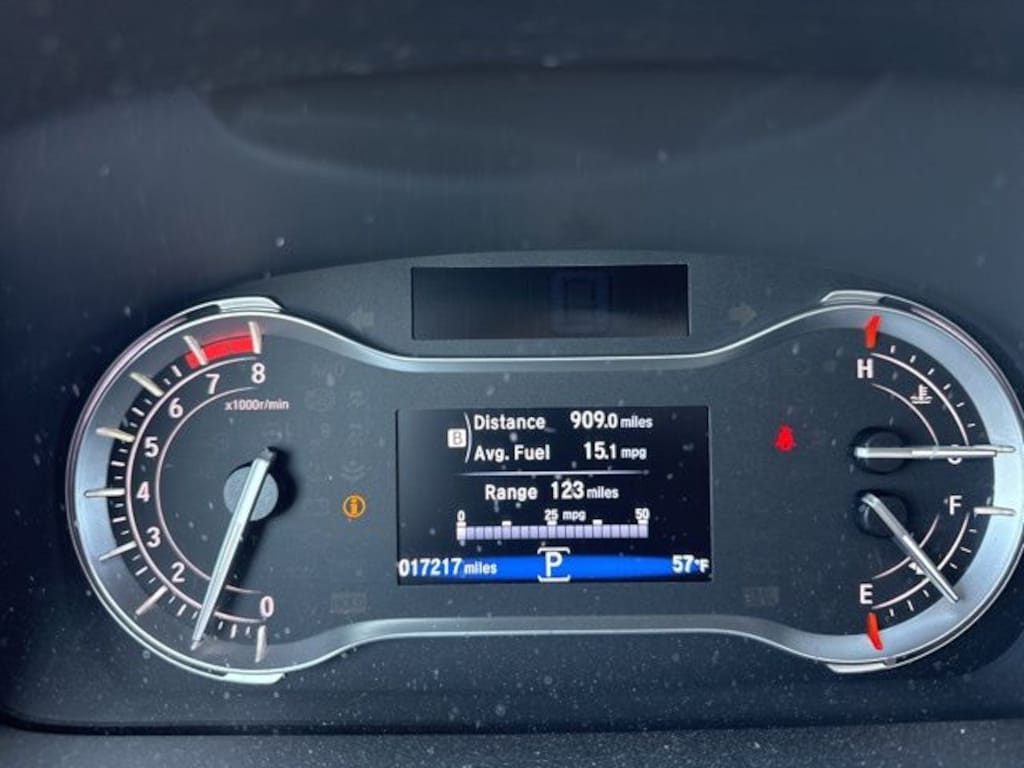 B
Distance 909.0 miles
Avg. Fuel 15.1 mpg
Range 123 miles
0 25 mpg 50
017217 miles P 57°F
8
7
6
5
4
3
2
0
x1000r/min
H
F
E